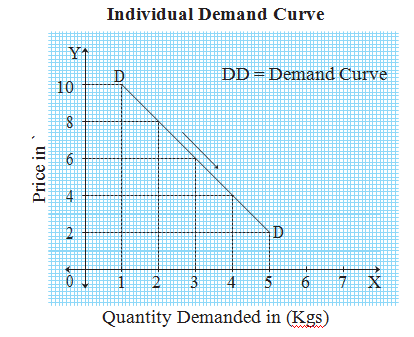 Individual Demand Curve
Y
D
DD = Demand Curve
10
8
6
4
2
D
0 1 2 3 4 5 6 7 X
Price in `
Quantity Demanded in (Kgs)